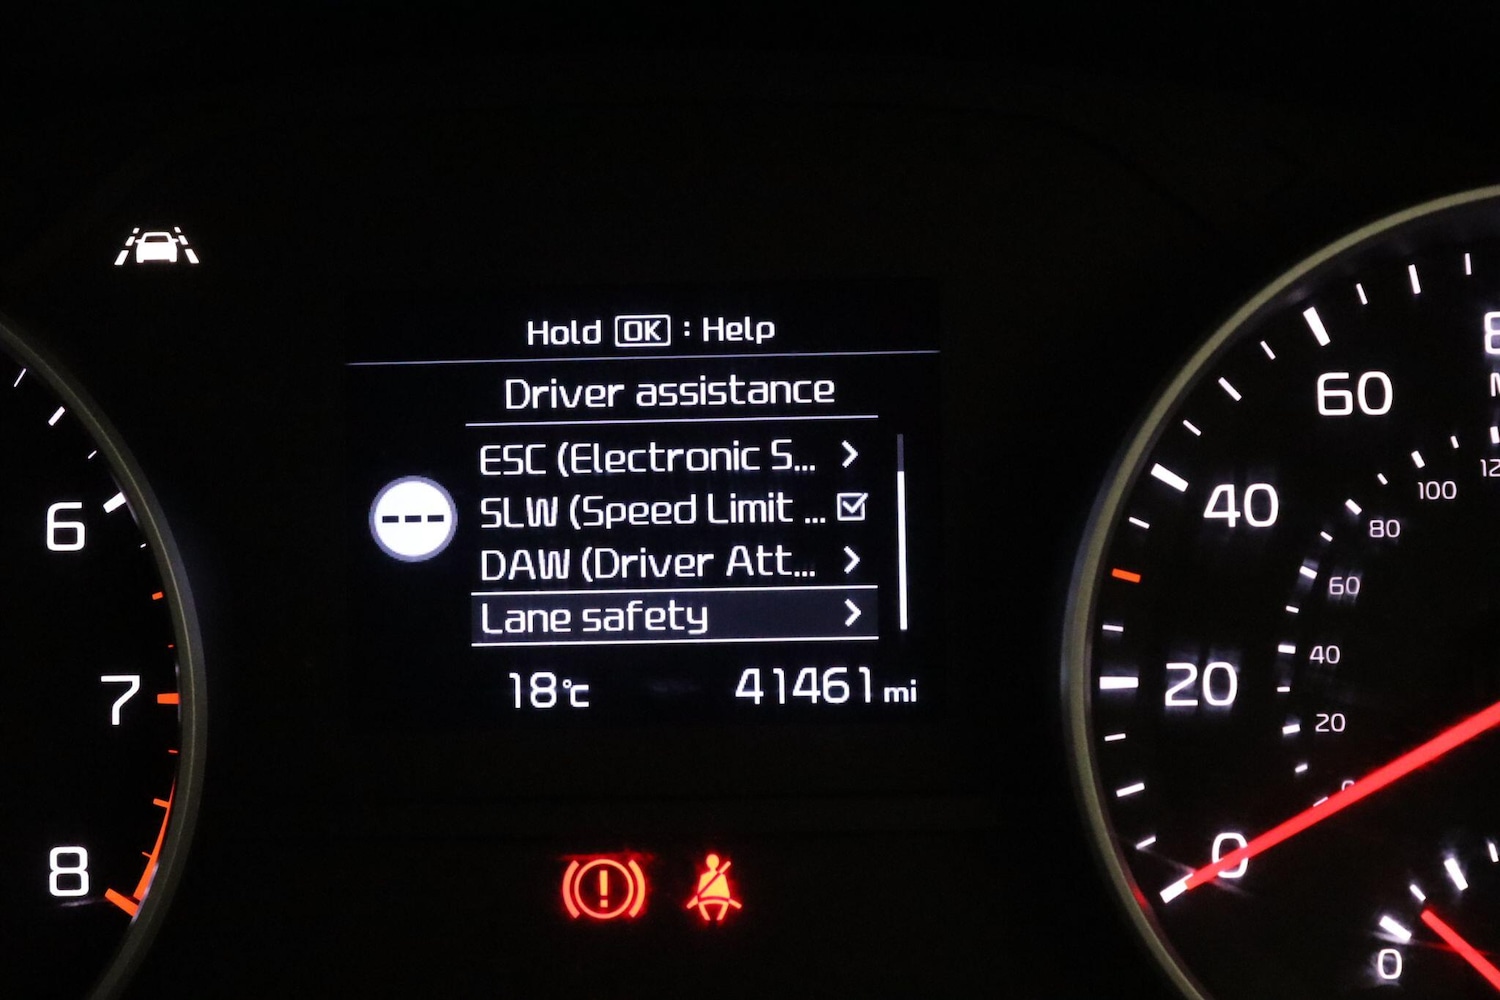 Hold OK : Help
Driver assistance
ESC (Electronic S...
SLW (Speed Limit ...
DAW (Driver Att...
Lane safety
18°C 41461 mi
6
7
8
60
40
20
0
100
80
60
40
20
0